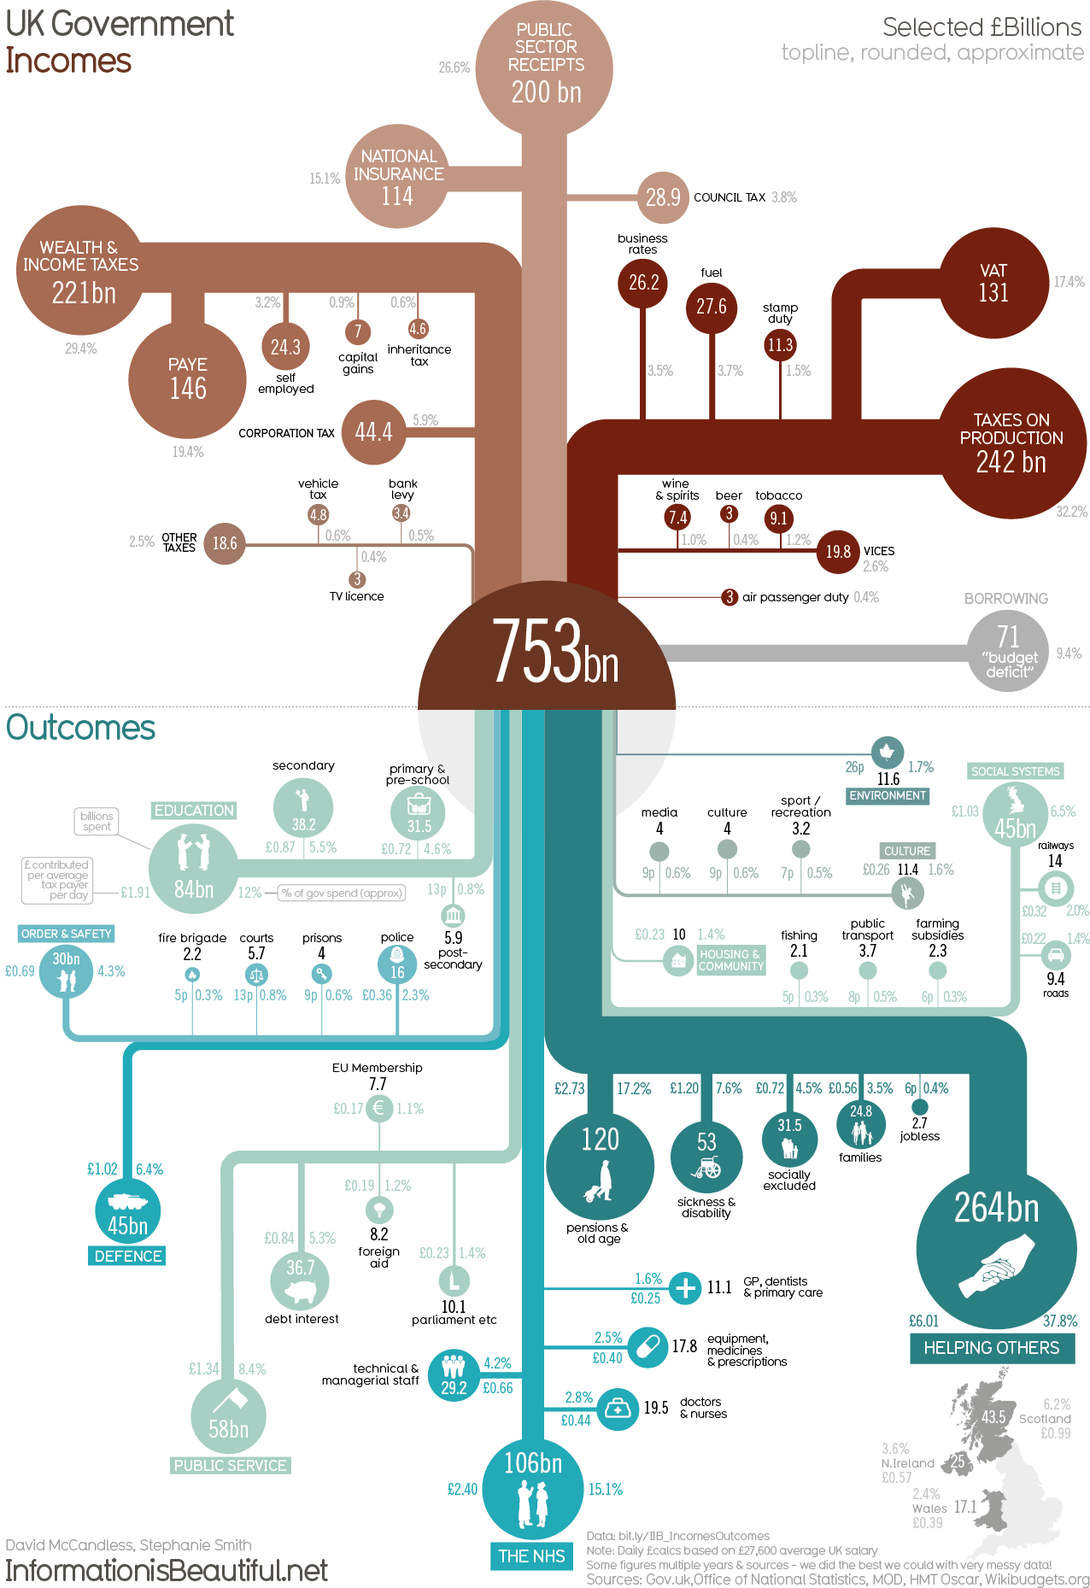 UK Government
Incomes
Selected £Billions
topline, rounded, approximate
PUBLIC
SECTOR
RECEIPTS
200 bn
26.6%
NATIONAL
INSURANCE
114
15.1%
28.9
COUNCIL TAX 3.8%
WEALTH &
INCOME TAXES
221bn
29.4%
PAYE
146
19.4%
3.2%
24.3
self
employed
0.9%
7
capital
gains
0.6%
4.6
inheritance
tax
CORPORATION TAX
44.4
5.9%
business
rates
26.2
3.5%
fuel
27.6
3.7%
stamp
duty
11.3
1.5%
VAT
131
17.4%
TAXES ON
PRODUCTION
242 bn
32.2%
2.5%
OTHER
TAXES
18.6
vehicle
tax
4.8
0.6%
0.4%
3
TV licence
bank
levy
3.4
0.5%
wine
& spirits
7.4
1.0%
beer
3
0.4%
tobacco
9.1
1.2%
19.8
VICES
2.6%
3
air passenger duty 0.4%
BORROWING
71
"budget
deficit"
9.4%
753bn
Outcomes
EDUCATION
84bn
£1.91
12%
billions
spent
£ contributed
per average
tax payer
per day
% of gov spend (approx)
secondary
38.2
£0.87 5.5%
primary &
pre-school
31.5
£0.72 4.6%
13p 0.8%
5.9
post-
secondary
ORDER & SAFETY
30bn
£0.69 4.3%
fire brigade
2.2
5p 0.3%
courts
5.7
13p 0.8%
prisons
4
9p 0.6%
police
16
£0.36 2.3%
26p 1.7%
11.6
ENVIRONMENT
media
4
9p 0.6%
culture
4
9p 0.6%
sport /
recreation
3.2
7p 0.5%
CULTURE
£0.26 11.4 1.6%
SOCIAL SYSTEMS
£1.03
45bn
6.5%
railways
14
£0.32 2.0%
£0.22 1.4%
9.4
roads
£0.23 10 1.4%
HOUSING &
COMMUNITY
fishing
2.1
5p 0.3%
public
transport
3.7
8p 0.5%
farming
subsidies
2.3
6p 0.3%
£1.02 6.4%
45bn
DEFENCE
EU Membership
7.7
£0.17 € 1.1%
£0.19 1.2%
8.2
foreign
aid
£0.84 5.3%
36.7
debt interest
£0.23 1.4%
10.1
parliament etc
£1.34 8.4%
58bn
PUBLIC SERVICE
£2.73 17.2%
120
pensions &
old age
£1.20 7.6%
53
sickness &
disability
£0.72 4.5%
31.5
socially
excluded
£0.56 3.5%
24.8
families
6p 0.4%
2.7
jobless
264bn
£6.01 37.8%
HELPING OTHERS
1.6%
£0.25
11.1
GP, dentists
& primary care
2.5%
£0.40
17.8
equipment,
medicines
& prescriptions
technical &
managerial staff
29.2
4.2%
£0.66
2.8%
£0.44
19.5
doctors
& nurses
106bn
£2.40
15.1%
THE NHS
43.5
6.2%
Scotland
£0.99
3.6%
N.Ireland
£0.57
25
2.4%
Wales
£0.39
17.1
David McCandless, Stephanie Smith
InformationisBeautiful.net
Data: bit.ly/IIB_IncomesOutcomes
Note: Daily £calcs based on £27,600 average UK salary
Some figures multiple years & sources - we did the best we could with very messy data!
Sources: Gov.uk,Office of National Statistics, MOD, HMT Oscar, Wikibudgets.org